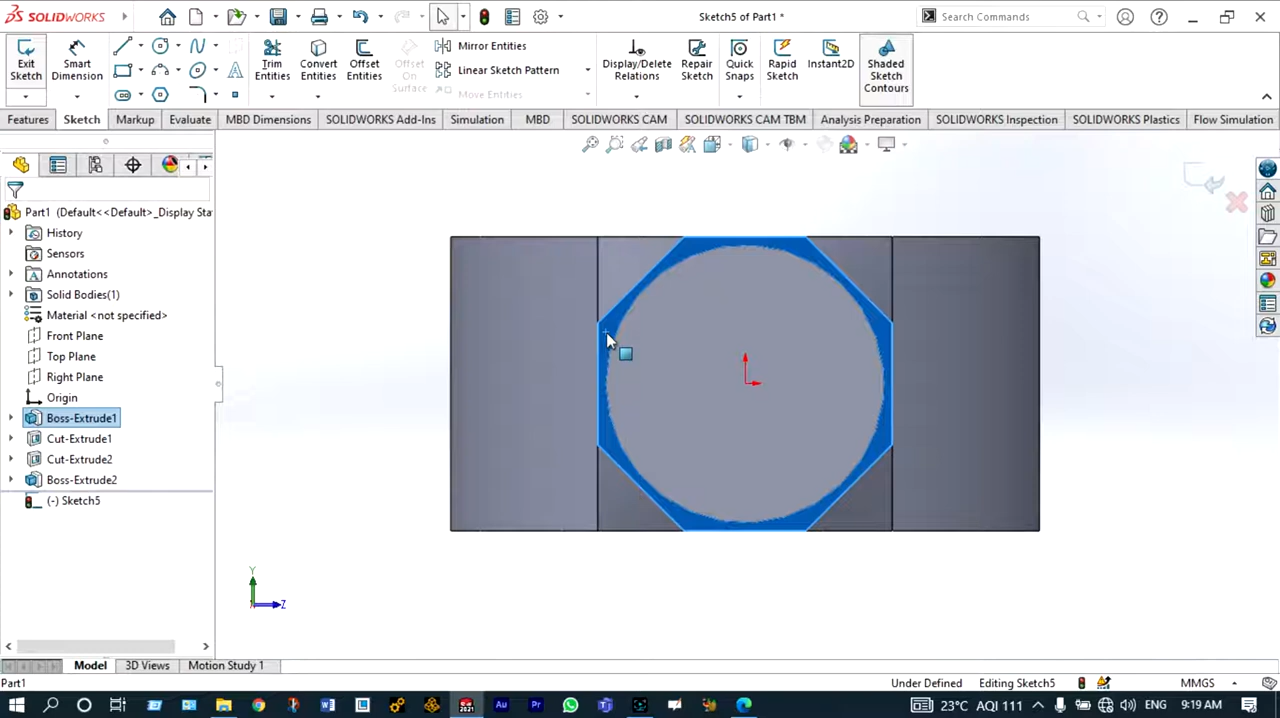 SOLIDWORKS
Sketch5 of Part1 *
Search Commands
Exit Sketch
Smart Dimension
Trim Entities
Convert Entities
Offset Entities
Offset On Surface
Mirror Entities
Linear Sketch Pattern
Move Entities
Display/Delete Relations
Repair Sketch
Quick Snaps
Rapid Sketch
Instant2D
Shaded Sketch Contours
Features
Sketch
Markup
Evaluate
MBD Dimensions
SOLIDWORKS Add-Ins
Simulation
MBD
SOLIDWORKS CAM
SOLIDWORKS CAM TBM
Analysis Preparation
SOLIDWORKS Inspection
SOLIDWORKS Plastics
Flow Simulation
Part1 (Default<<Default>_Display Sta
History
Sensors
Annotations
Solid Bodies(1)
Material <not specified>
Front Plane
Top Plane
Right Plane
Origin
Boss-Extrude1
Cut-Extrude1
Cut-Extrude2
Boss-Extrude2
(-) Sketch5
Y
Z
Model
3D Views
Motion Study 1
Part1
Under Defined
Editing Sketch5
MMGS
23°C AQI 111
ENG
9:19 AM